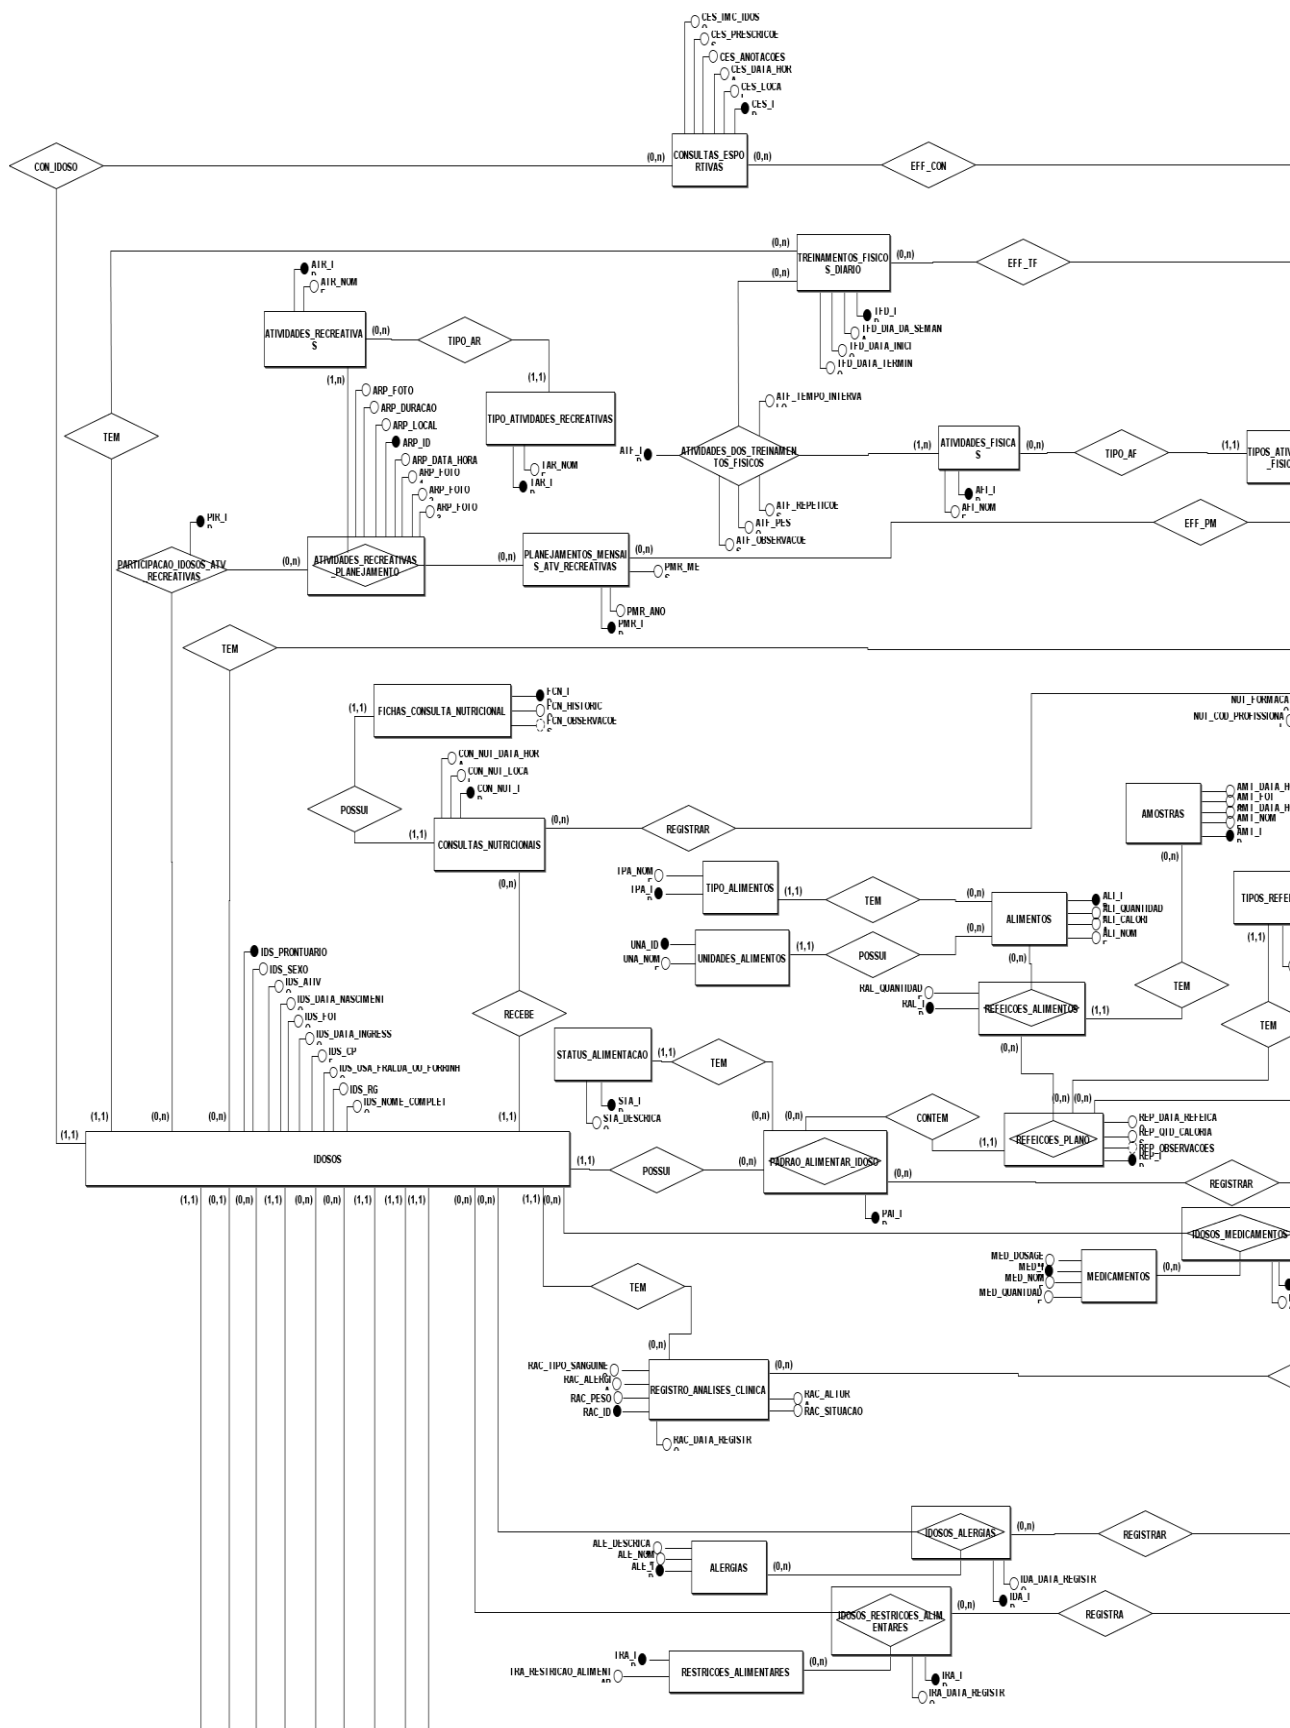 CES_IMC_IDOS
CES_PRESCRICOE
CES_ANOTACOES
CES_DATA_HOR
CES_LOCA
CES_I
CON_IDOSO
(0,n)
CONSULTAS_ESPO
RTIVAS
(0,n)
EFF_CON
(0,n)
TREINAMENTOS_FISICO
S_DIARIO
(0,n)
EFF_TF
(0,n)
ATR_I
ATR_NOM
ATIVIDADES_RECREATIVA
S
(0,n)
TIPO_AR
TFD_I
TFD_DIA_DA_SEMAN
TFD_DATA_INICI
TFD_DATA_TERMIN
(1,n)
(1,1)
ARP_FOTO
ARP_DURACAO
ARP_LOCAL
ARP_ID
ARP_DATA_HORA
ARP_FOTO
ARP_FOTO
ARP_FOTO
TIPO_ATIVIDADES_RECREATIVAS
TAR_NOM
TAR_I
ATF_TEMPO_INTERVA
TEM
ATF_I
ATIVIDADES_DOS_TREINAMEN
TOS_FISICOS
(1,n)
ATIVIDADES_FISICA
S
(0,n)
TIPO_AF
(1,1)
TIPOS_ATIV
_FISIC
AFI_I
AFI_NOM
ATF_REPETICOE
ATF_PES
ATF_OBSERVACOE
EFF_PM
PIR_I
PARTICIPACAO_IDOSOS_ATV
_RECREATIVAS
(0,n)
ATIVIDADES_RECREATIVAS
_PLANEJAMENTO
(0,n)
PLANEJAMENTOS_MENSAI
S_ATV_RECREATIVAS
(0,n)
PMR_ME
PMR_ANO
PMR_I
TEM
FICHAS_CONSULTA_NUTRICIONAL
(1,1)
FCN_I
FCN_HISTORIC
FCN_OBSERVACOE
NUT_FORMACA
NUT_COD_PROFISSIONA
CON_NUT_DATA_HOR
CON_NUT_LOCA
CON_NUT_I
POSSUI
(1,1)
CONSULTAS_NUTRICIONAIS
(0,n)
REGISTRAR
(0,n)
AMOSTRAS
AMT_DATA_H
AMT_FOT
AMT_DATA_H
AMT_NOM
AMT_I
(0,n)
TPA_NOM
TPA_I
TIPO_ALIMENTOS
(1,1)
TEM
(0,n)
ALIMENTOS
ALI_I
ALI_QUANTIDAD
ALI_CALORI
ALI_NOM
TIPOS_REFEI
(1,1)
UNA_ID
UNA_NOM
UNIDADES_ALIMENTOS
(1,1)
POSSUI
(0,n)
(0,n)
RAL_QUANTIDAD
RAL_I
REFEICOES_ALIMENTOS
(1,1)
TEM
TEM
(0,n)
IDS_PRONTUARIO
IDS_SEXO
IDS_ATIV
IDS_DATA_NASCIMENT
IDS_FOT
IDS_DATA_INGRESS
IDS_CP
IDS_USA_FRALDA_OU_FORRINH
IDS_RG
IDS_NOME_COMPLET
RECEBE
STATUS_ALIMENTACAO
(1,1)
TEM
STA_I
STA_DESCRICA
(0,n)
(0,n)
CONTEM
(1,1)
(0,n)
(0,n)
REFEICOES_PLANO
REP_DATA_REFEICA
REP_QTD_CALORIA
REP_OBSERVACOES
REP_I
(1,1)
(1,1)
(0,n)
(0,n)
(1,1)
IDOSOS
(1,1)
POSSUI
(0,n)
PADRAO_ALIMENTAR_IDOSO
(0,n)
REGISTRAR
PAI_I
(1,1)
(0,1)
(0,n)
(1,1)
(0,n)
(0,n)
(1,1)
(1,1)
(1,1)
(0,n)
(0,n)
(1,1)
(0,n)
IDOSOS_MEDICAMENTOS
MED_DOSAGE
MED_I
MED_NOM
MED_QUANTIDAD
MEDICAMENTOS
(0,n)
TEM
(0,n)
RAC_TIPO_SANGUINE
RAC_ALERGI
RAC_PESO
RAC_ID
REGISTRO_ANALISES_CLINICA
(0,n)
RAC_ALTUR
RAC_SITUACAO
RAC_DATA_REGISTR
IDOSOS_ALERGIAS
(0,n)
REGISTRAR
ALE_DESCRICA
ALE_NOM
ALE_I
ALERGIAS
(0,n)
IDA_DATA_REGISTR
IDA_I
IDOSOS_RESTRICOES_ALIM
ENTARES
(0,n)
REGISTRA
TRA_I
TRA_RESTRICAO_ALIMENT
RESTRICOES_ALIMENTARES
(0,n)
IRA_I
IRA_DATA_REGISTR